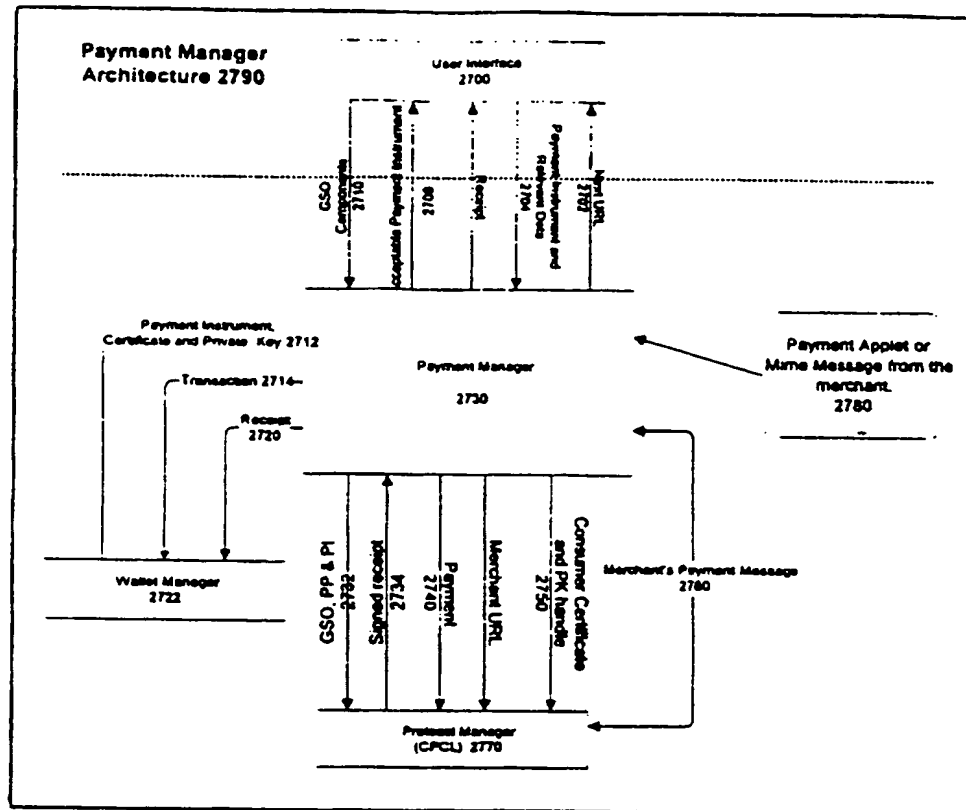 Payment Manager
Architecture 2790
User Interface
2700
GSO
Components
2710
cceptable Payment Instrument
2708
Receipt
Payment Instrument and
Relevant Data
2704
Next URL
2702
Payment Instrument,
Certificate and Private Key 2712
Transaction 2714
Receipt
2720
Payment Manager
2730
Payment Applet or
Mime Message from the
merchant.
2780
GSO, PP & PI
2732
Signed receipt
2734
Payment
2740
Merchant URL
Consumer Certificate
and PK handle
2750
Merchant's Payment Message
2760
Wallet Manager
2722
Protocol Manager
(CPCL) 2770